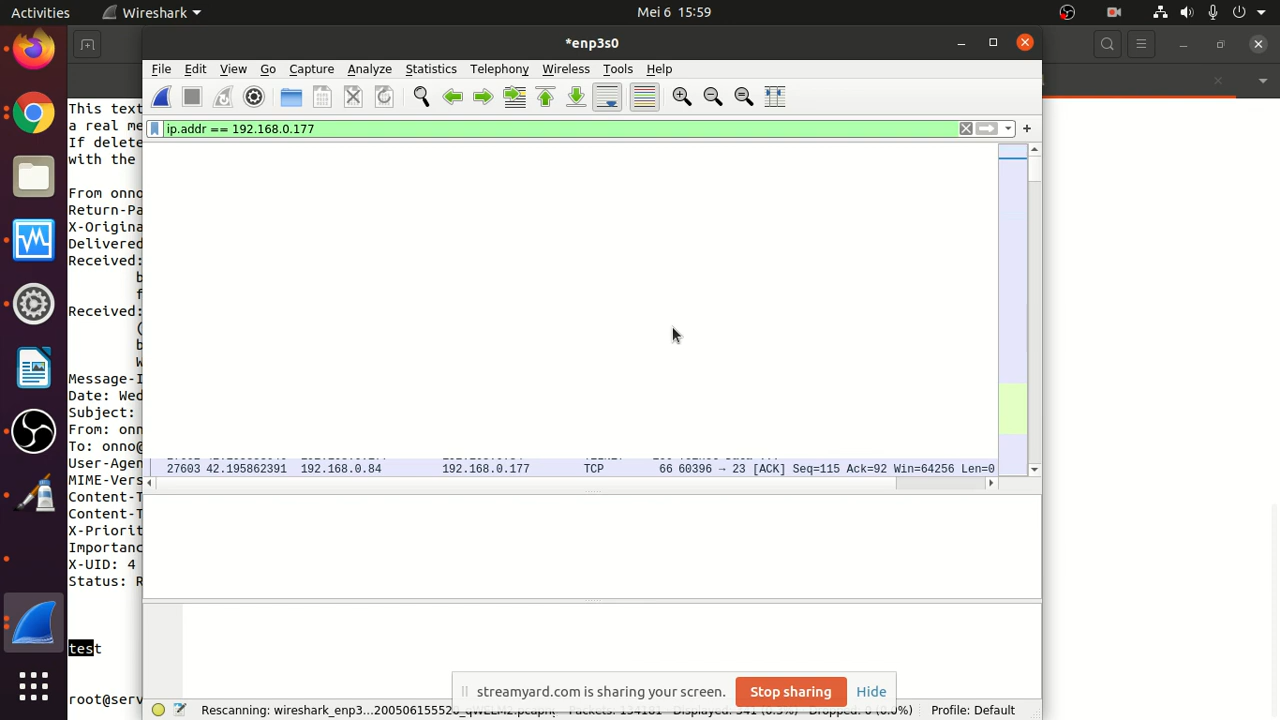 Activities
Wireshark
Mei 6 15:59
*enp3s0
File Edit View Go Capture Analyze Statistics Telephony Wireless Tools Help
ip.addr == 192.168.0.177
This text
a real me
If delete
with the
From onno
Return-Pa
X-Origina
Delivered
Received:
b
f
Received:
(
b
W
Message-I
Date: Wed
Subject:
From: onn
To: onno@
User-Agen
MIME-Vers
Content-T
Content-T
X-Priorit
Importanc
X-UID: 4
Status: R
test
root@serv
27603 42.195862391 192.168.0.84 192.168.0.177 TCP 66 60396 → 23 [ACK] Seq=115 Ack=92 Win=64256 Len=0
streamyard.com is sharing your screen. Stop sharing Hide
Rescanning: wireshark_enp3... Profile: Default